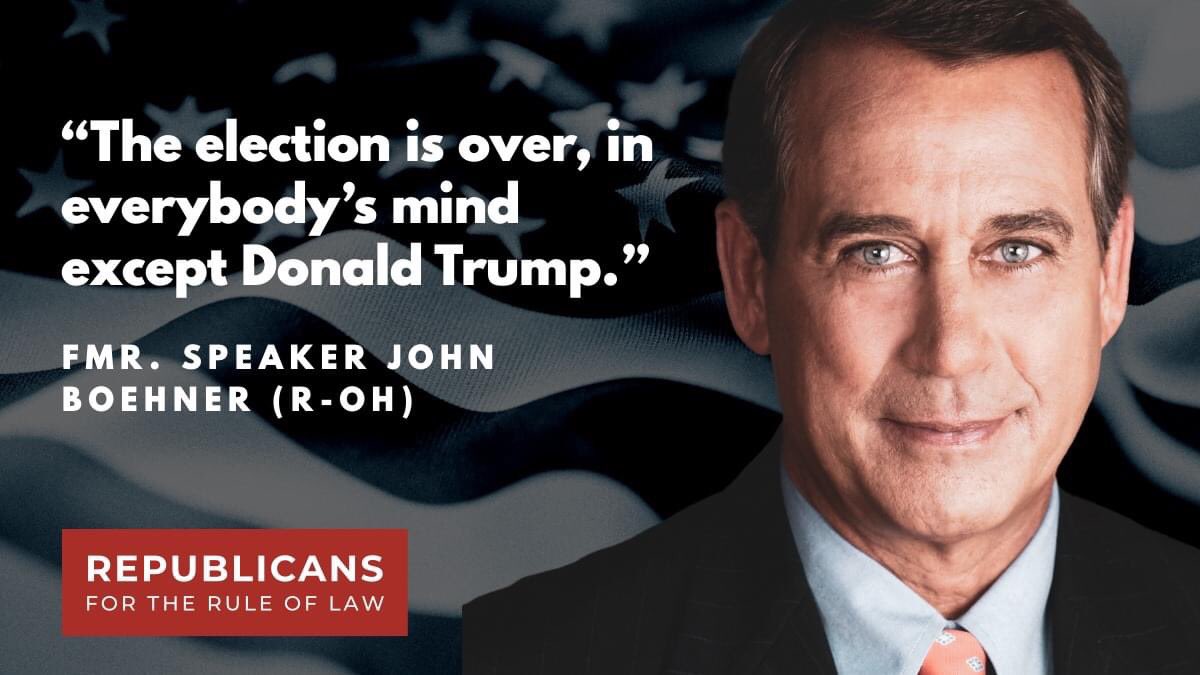 “The election is over, in
everybody’s mind
except Donald Trump.”
FMR. SPEAKER JOHN
BOEHNER (R-OH)
REPUBLICANS
FOR THE RULE OF LAW